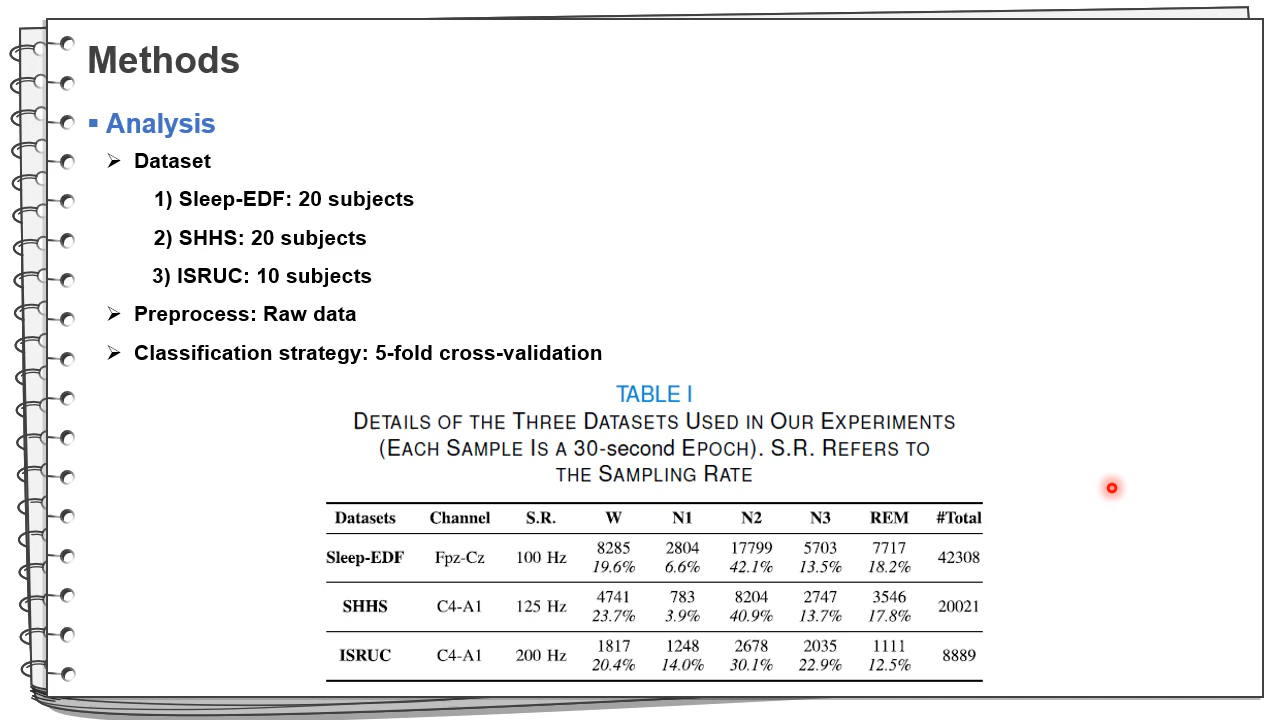 Methods
Analysis
Dataset
1) Sleep-EDF: 20 subjects
2) SHHS: 20 subjects
3) ISRUC: 10 subjects
Preprocess: Raw data
Classification strategy: 5-fold cross-validation
TABLE I
DETAILS OF THE THREE DATASETS USED IN OUR EXPERIMENTS
(EACH SAMPLE IS A 30-second EPOCH). S.R. REFERS TO
THE SAMPLING RATE
Datasets Channel S.R. W N1 N2 N3 REM #Total
Sleep-EDF Fpz-Cz 100 Hz 8285 2804 17799 5703 7717 42308
19.6% 6.6% 42.1% 13.5% 18.2%
SHHS C4-A1 125 Hz 4741 783 8204 2747 3546 20021
23.7% 3.9% 40.9% 13.7% 17.8%
ISRUC C4-A1 200 Hz 1817 1248 2678 2035 1111 8889
20.4% 14.0% 30.1% 22.9% 12.5%